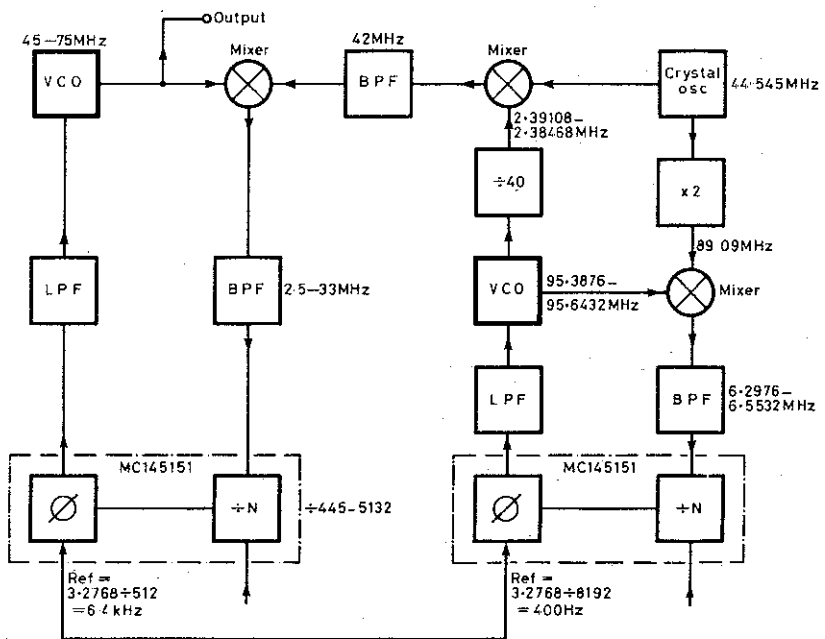 Output
45–75MHz
VCO
Mixer
42MHz
BPF
Mixer
Crystal
osc
44·545MHz
2·39108–
2·38468MHz
÷40
x2
89·09MHz
LPF
BPF
2·5–33MHz
VCO
95·3876–
95·6432MHz
Mixer
LPF
BPF
6·2976–
6·5532MHz
MC145151
Ø
÷N
÷445–5132
MC145151
Ø
÷N
Ref =
3·2768÷512
=6·4kHz
Ref =
3·2768÷8192
= 400Hz